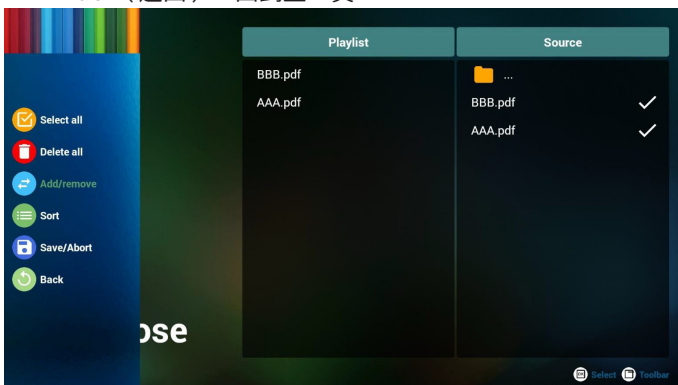 Playlist
Source
BBB.pdf
AAA.pdf
...
BBB.pdf
AAA.pdf
Select all
Delete all
Add/remove
Sort
Save/Abort
Back
ose
Select
Toolbar